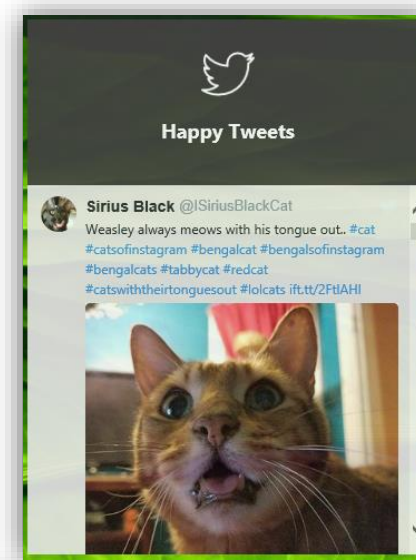 Happy Tweets
Sirius Black @ISiriusBlackCat
Weasley always meows with his tongue out.. #cat
#catsofinstagram #bengalcat #bengalsofinstagram
#bengalcats #tabbycat #redcat
#catswiththeirtonguesout #lolcats ift.tt/2FtlAHI